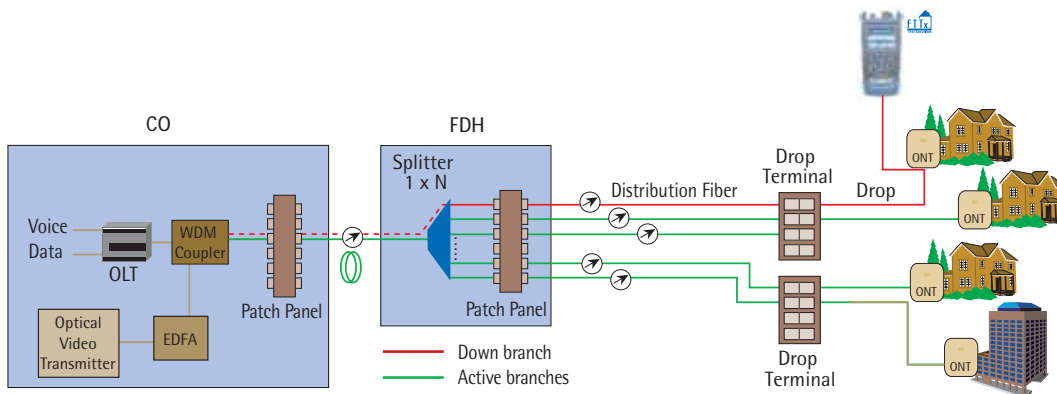 F.T.Tx
CO
FDH
Splitter
1 x N
Drop
Terminal
Distribution Fiber
Drop
ONT
ONT
Voice
Data
OLT
WDM
Coupler
Patch Panel
Patch Panel
ONT
Optical
Video
Transmitter
EDFA
Down branch
Active branches
Drop
Terminal
ONT